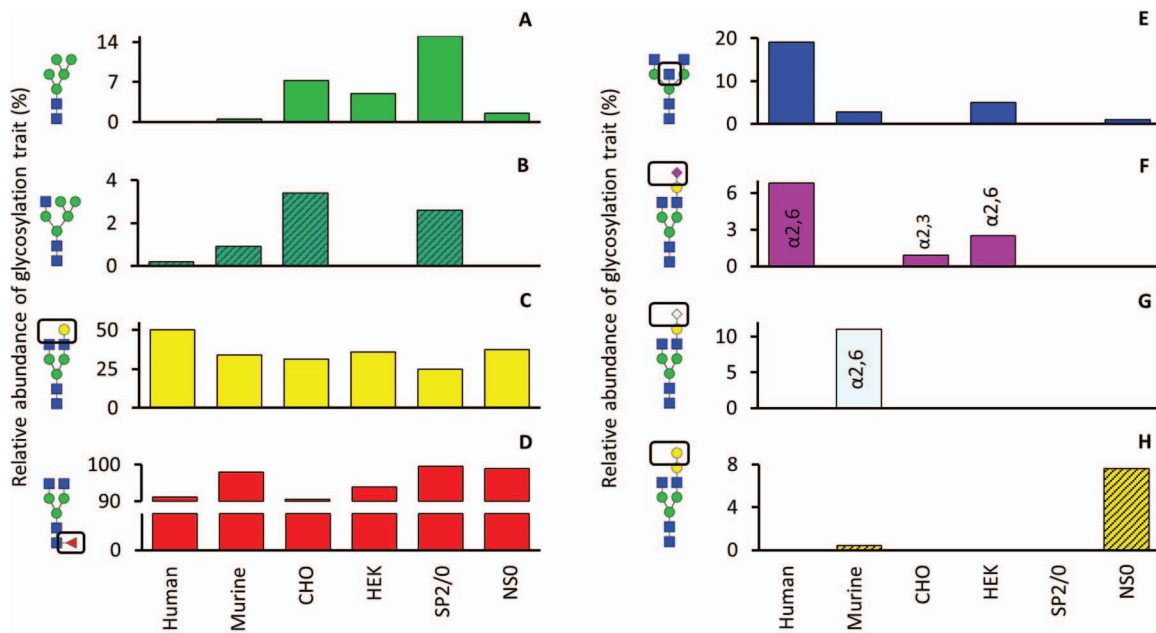 Relative abundance of glycosylation trait (%)
A
14
7
0
B
4
2
0
C
50
25
0
D
100
90
0
Human
Murine
CHO
HEK
SP2/0
NS0
Relative abundance of glycosylation trait (%)
E
20
10
0
F
6
3
0
α2,6
α2,3
α2,6
G
10
5
0
α2,6
H
8
4
0
Human
Murine
CHO
HEK
SP2/0
NS0